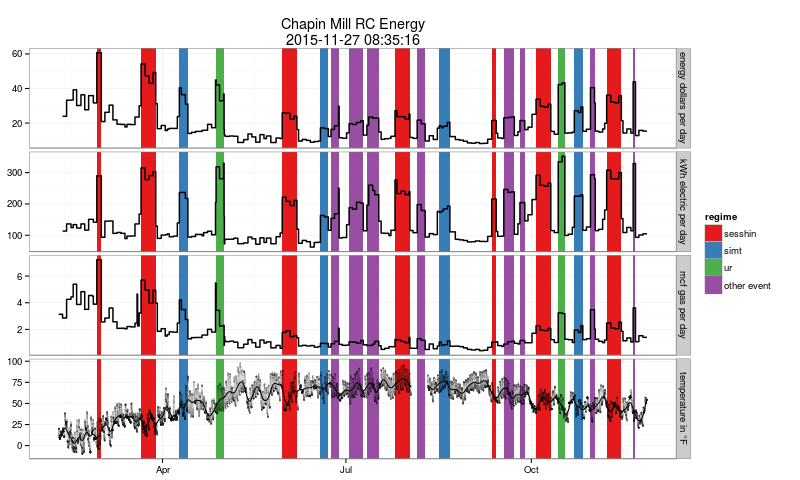 Chapin Mill RC Energy
2015-11-27 08:35:16
60
40
20
energy dollars per day
300
200
100
kWh electric per day
6
4
2
mcf gas per day
100
75
50
25
0
temperature in °F
Apr
Jul
Oct
regime
sesshin
simt
ur
other event